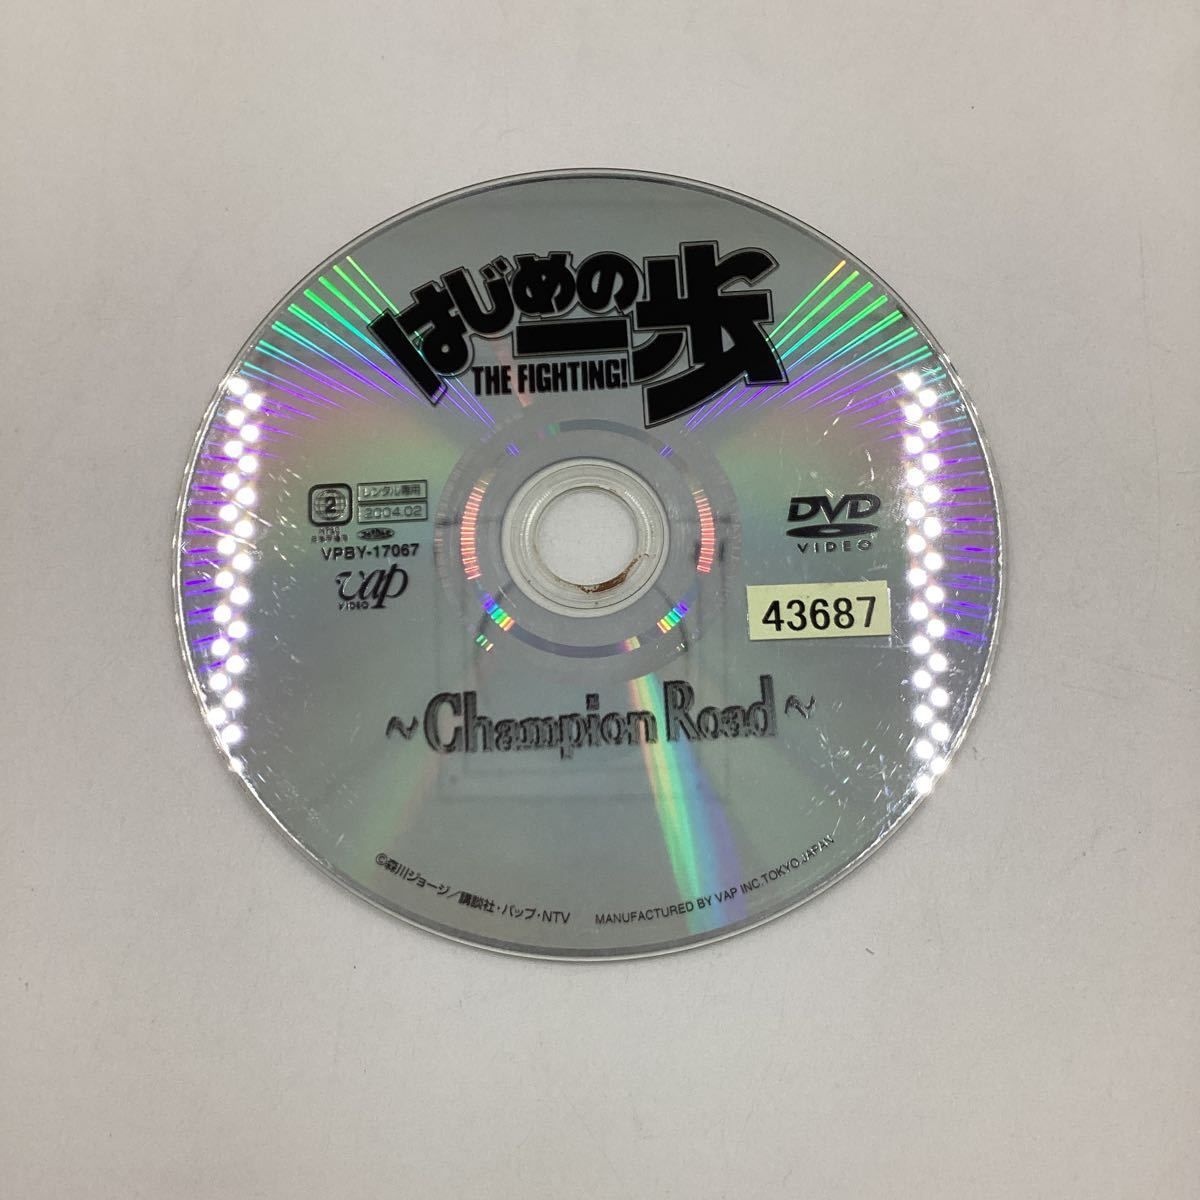 はじめの一歩
THE FIGHTING!
2
レンタル専用
2004.02
VPBY-17067
vap
VIDEO
DVD
VIDEO
43687
~Champion Road~
©森川ジョージ/講談社・バップ・NTV
MANUFACTURED BY VAP INC.TOKYO.JAPAN